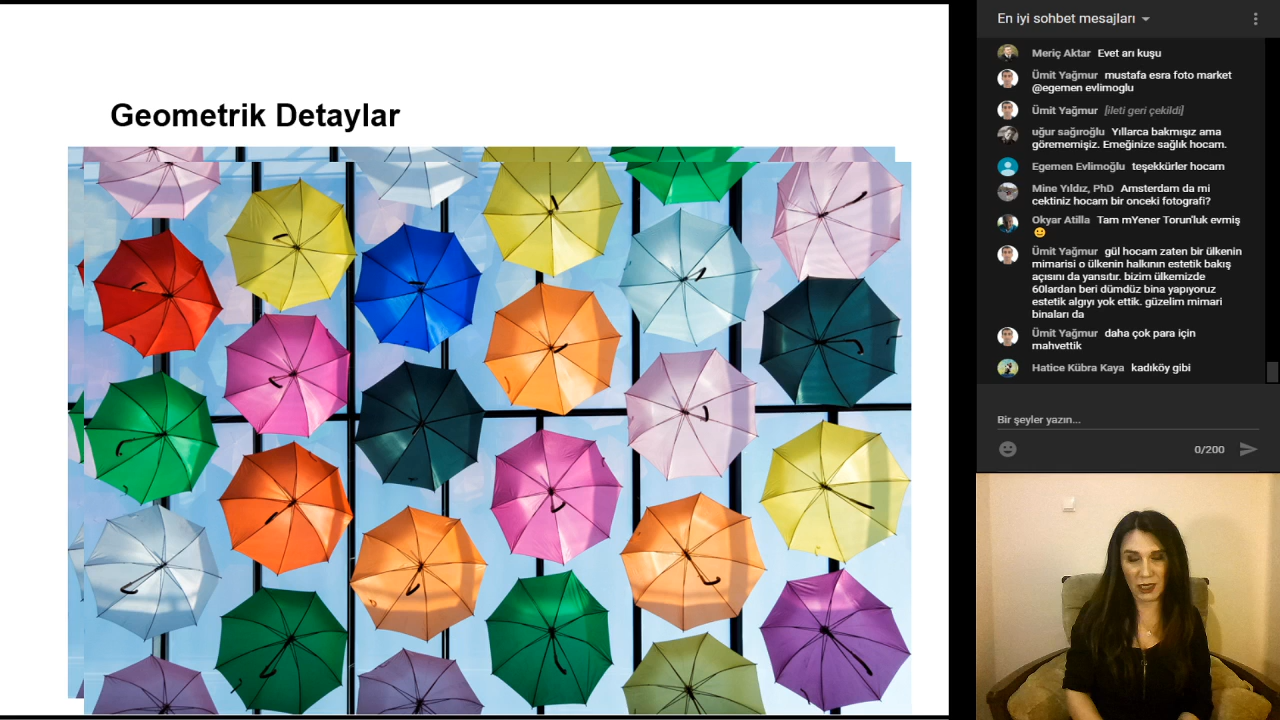 Geometrik Detaylar
En iyi sohbet mesajları
Meriç Aktar Evet arı kuşu
Ümit Yağmur mustafa esra foto market
@egemen evlimoglu
Ümit Yağmur [ileti geri çekildi]
uğur sağıroğlu Yıllarca bakmışız ama
görememişiz. Emeğinize sağlık hocam.
Egemen Evlimoğlu teşekkürler hocam
Mine Yıldız, PhD Amsterdam da mi
cektiniz hocam bir onceki fotografi?
Okyar Atilla Tam mYener Torun'luk evmiş
🙂
Ümit Yağmur gül hocam zaten bir ülkenin
mimarisi o ülkenin halkının estetik bakış
açısını da yansıtır. bizim ülkemizde
60lardan beri dümdüz bina yapıyoruz
estetik algıyı yok ettik. güzelim mimari
binaları da
Ümit Yağmur daha çok para için
mahvettik
Hatice Kübra Kaya kadıköy gibi
Bir şeyler yazın...
0/200